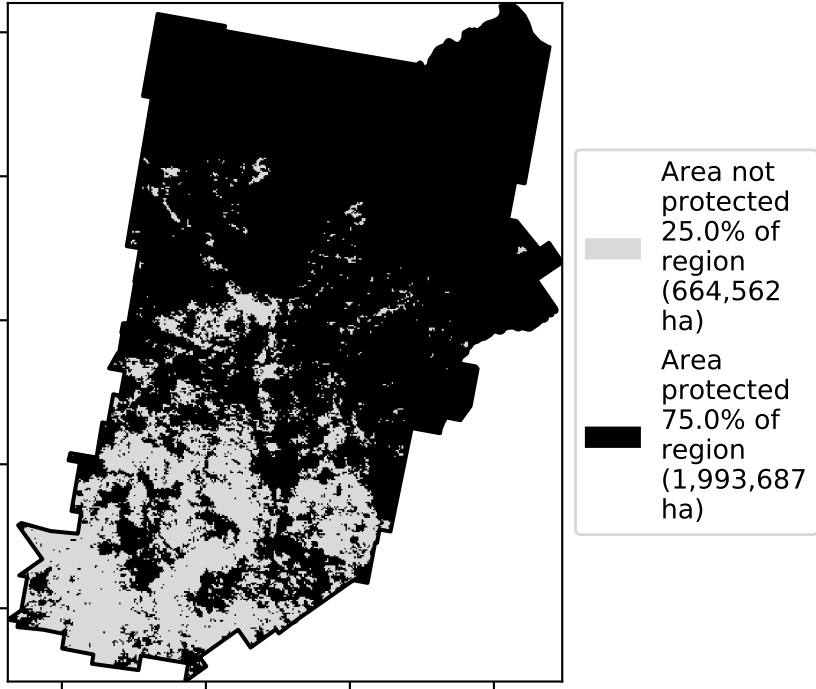 Area not
protected
25.0% of
region
(664,562
ha)
Area
protected
75.0% of
region
(1,993,687
ha)